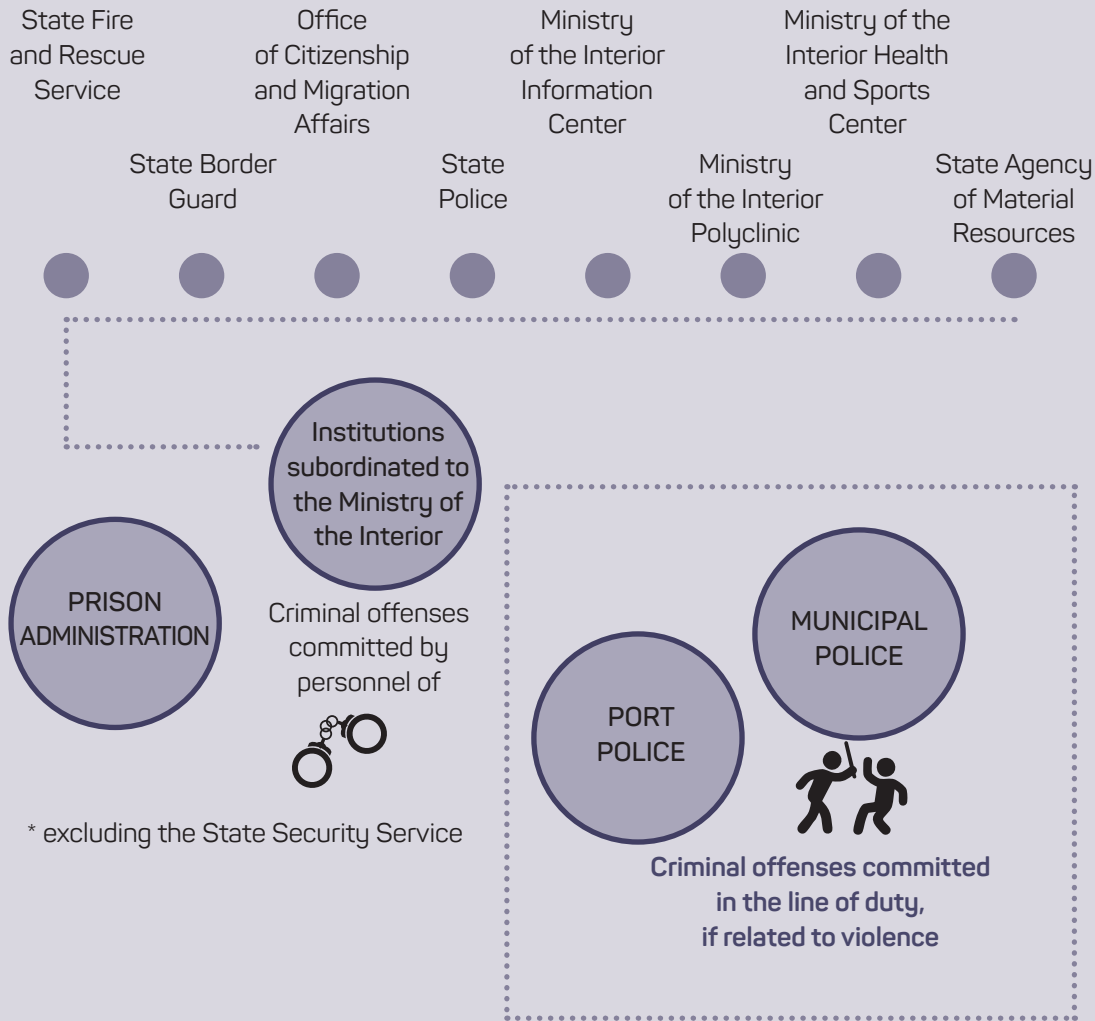 State Fire
and Rescue
Service
Office
of Citizenship
and Migration
Affairs
Ministry
of the Interior
Information
Center
Ministry of the
Interior Health
and Sports
Center
State Border
Guard
State
Police
Ministry
of the Interior
Polyclinic
State Agency
of Material
Resources
Institutions
subordinated to
the Ministry of
the Interior
PRISON
ADMINISTRATION
Criminal offenses
committed by
personnel of
* excluding the State Security Service
MUNICIPAL
POLICE
PORT
POLICE
Criminal offenses committed
in the line of duty,
if related to violence